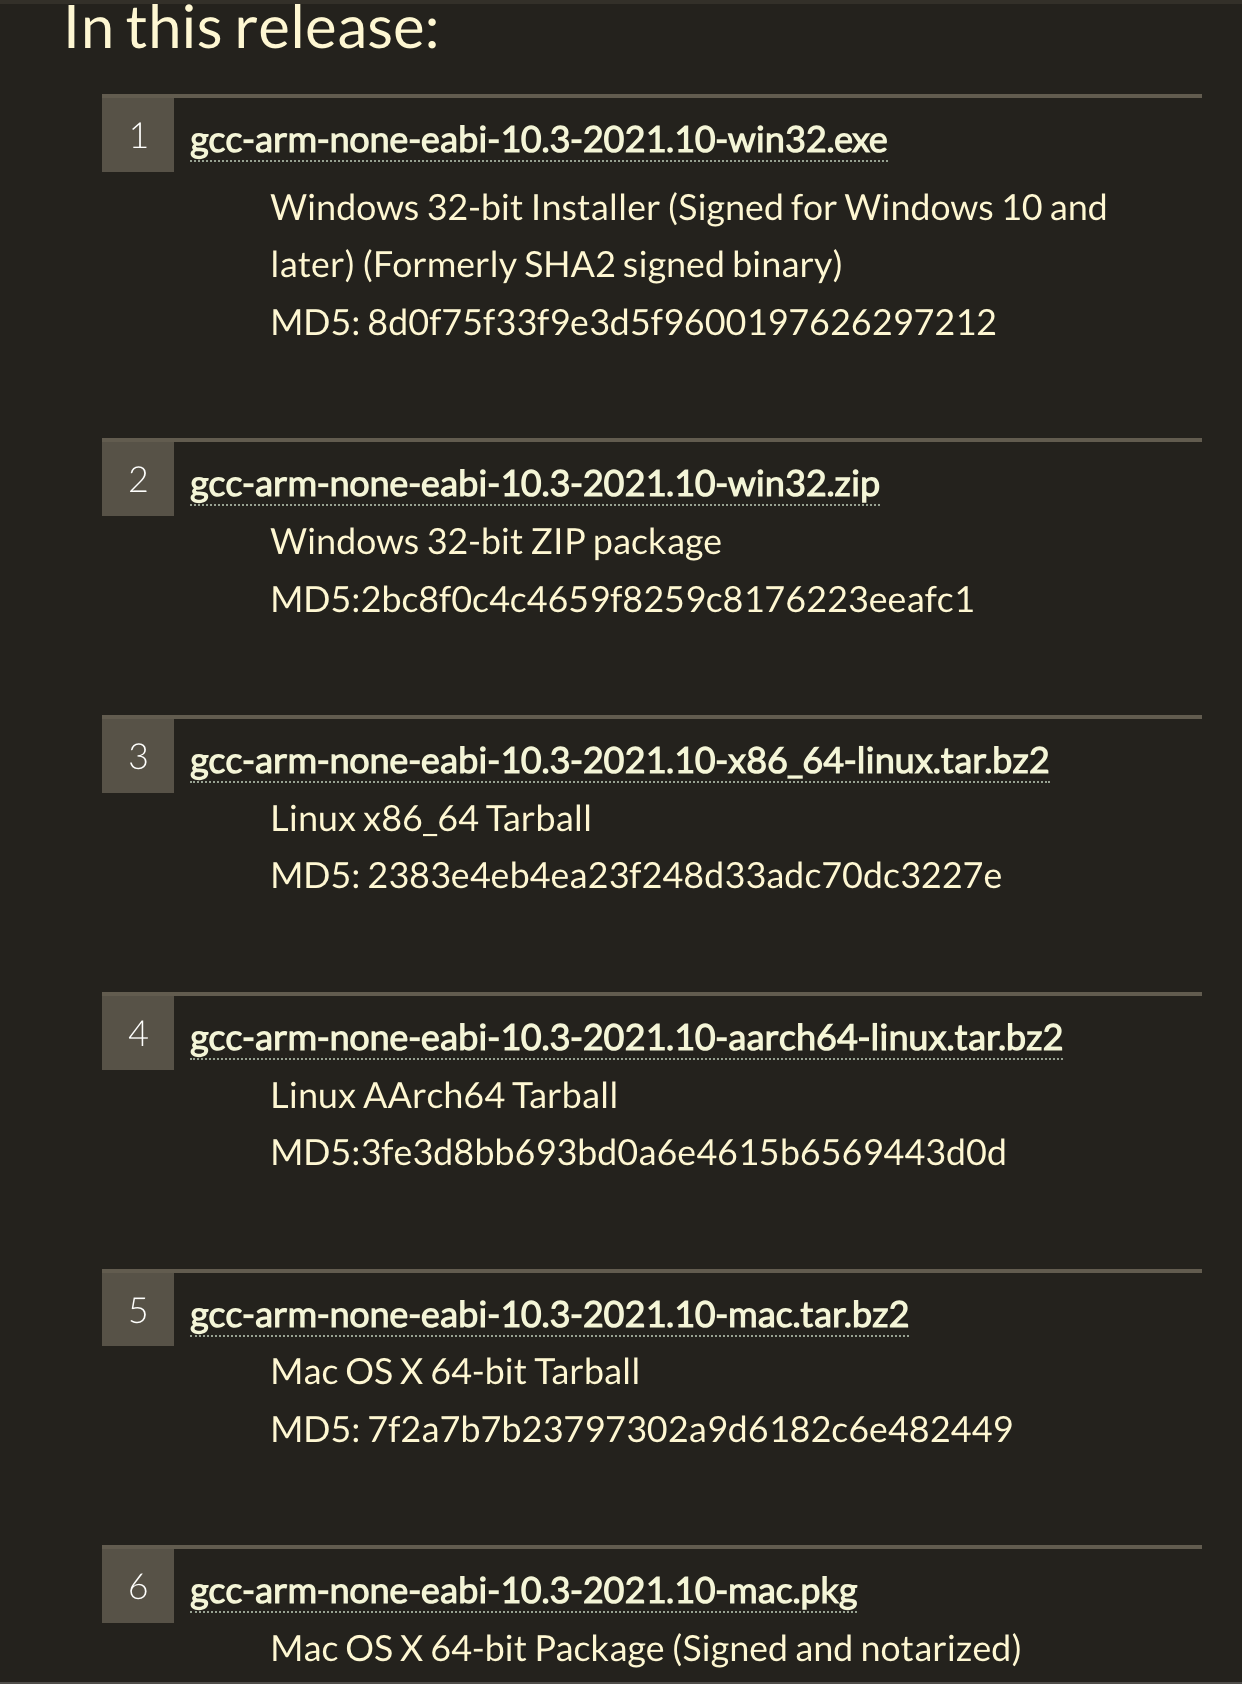 In this release:
1
gcc-arm-none-eabi-10.3-2021.10-win32.exe
Windows 32-bit Installer (Signed for Windows 10 and
later) (Formerly SHA2 signed binary)
MD5: 8d0f75f33f9e3d5f9600197626297212
2
gcc-arm-none-eabi-10.3-2021.10-win32.zip
Windows 32-bit ZIP package
MD5:2bc8f0c4c4659f8259c8176223eeafc1
3
gcc-arm-none-eabi-10.3-2021.10-x86_64-linux.tar.bz2
Linux x86_64 Tarball
MD5: 2383e4eb4ea23f248d33adc70dc3227e
4
gcc-arm-none-eabi-10.3-2021.10-aarch64-linux.tar.bz2
Linux AArch64 Tarball
MD5:3fe3d8bb693bd0a6e4615b6569443d0d
5
gcc-arm-none-eabi-10.3-2021.10-mac.tar.bz2
Mac OS X 64-bit Tarball
MD5: 7f2a7b7b23797302a9d6182c6e482449
6
gcc-arm-none-eabi-10.3-2021.10-mac.pkg
Mac OS X 64-bit Package (Signed and notarized)